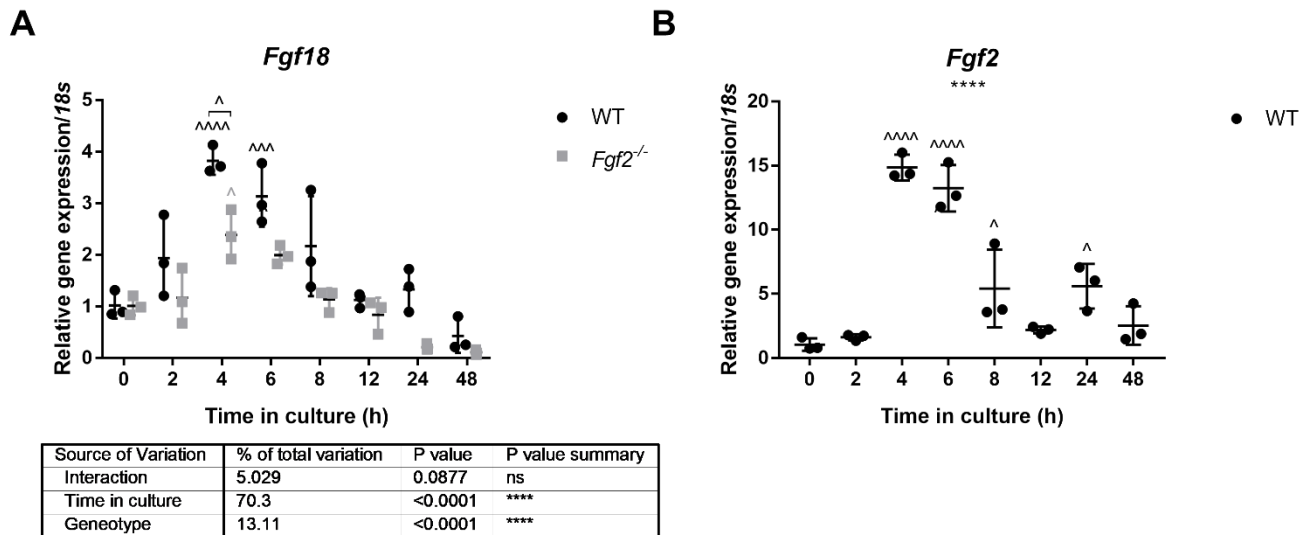 A
Fgf18
Relative gene expression/18s
5
4
3
2
1
0
^
^^^^
^^^
^
WT
Fgf2-/-
0 2 4 6 8 12 24 48
Time in culture (h)
Source of Variation % of total variation P value P value summary
Interaction 5.029 0.0877 ns
Time in culture 70.3 <0.0001 ****
Geneotype 13.11 <0.0001 ****
B
Fgf2
****
Relative gene expression/18s
20
15
10
5
0
^^^^ ^^^^
^ ^
WT
0 2 4 6 8 12 24 48
Time in culture (h)